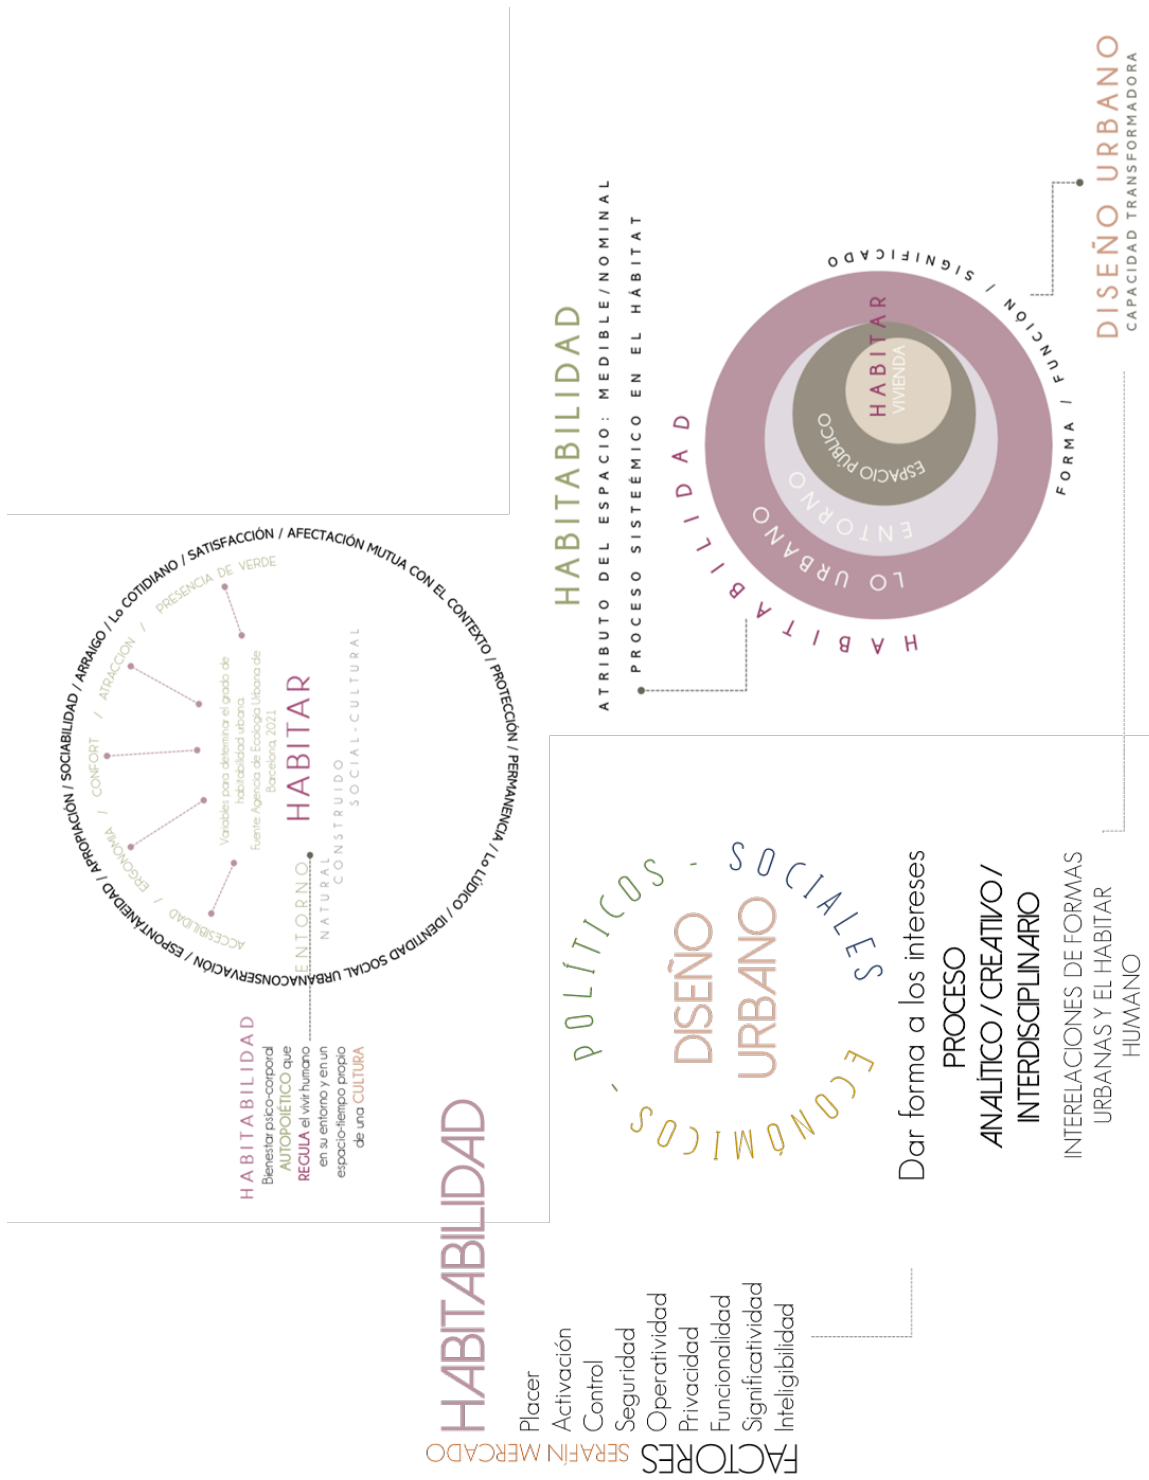 HABITABILIDAD
SERAFÍN MERCADO
FACTORES
Placer
Activación
Control
Seguridad
Operatividad
Privacidad
Funcionalidad
Significatividad
Inteligibilidad
HABITABILIDAD
Bienestar psico-corporal
AUTOPOIÉTICO que
REGULA el vivir humano
en su entorno y en un
espacio-tiempo propio
de una CULTURA
CONSERVACIÓN / ESPONTÁNEIDAD / APROPIACIÓN / SOCIABILIDAD / ARRAIGO / Lo COTIDIANO / SATISFACCIÓN / AFECTACIÓN MUTUA CON EL CONTEXTO / PROTECCIÓN / PERMANENCIA / Lo LÚDICO / IDENTIDAD SOCIAL URBANA
ACCESIBILIDAD / ERGONOMIA / CONFORT / ATRACCION / PRESENCIA DE VERDE
Variables para determinar el grado de
habitabilidad urbana.
Fuente: Agencia de Ecología Urbana de
Barcelona, 2021
HABITAR
ENTORNO
NATURAL
CONSTRUIDO
SOCIAL-CULTURAL
POLÍTICOS - SOCIALES
ECONÓMICOS -
DISEÑO
URBANO
Dar forma a los intereses
PROCESO
ANALÍTICO / CREATIVO /
INTERDISCIPLINARIO
INTERELACIONES DE FORMAS
URBANAS Y EL HABITAR
HUMANO
HABITABILIDAD
ATRIBUTO DEL ESPACIO: MEDIBLE/NOMINAL
PROCESO SISTEÉMICO EN EL HÁBITAT
HABITABILIDAD
LO URBANO
ENTORNO
ESPACIO PÚBLICO
HABITAR
VIVIENDA
FORMA / FUNCIÓN / SIGNIFICADO
DISEÑO URBANO
CAPACIDAD TRANSFORMADORA